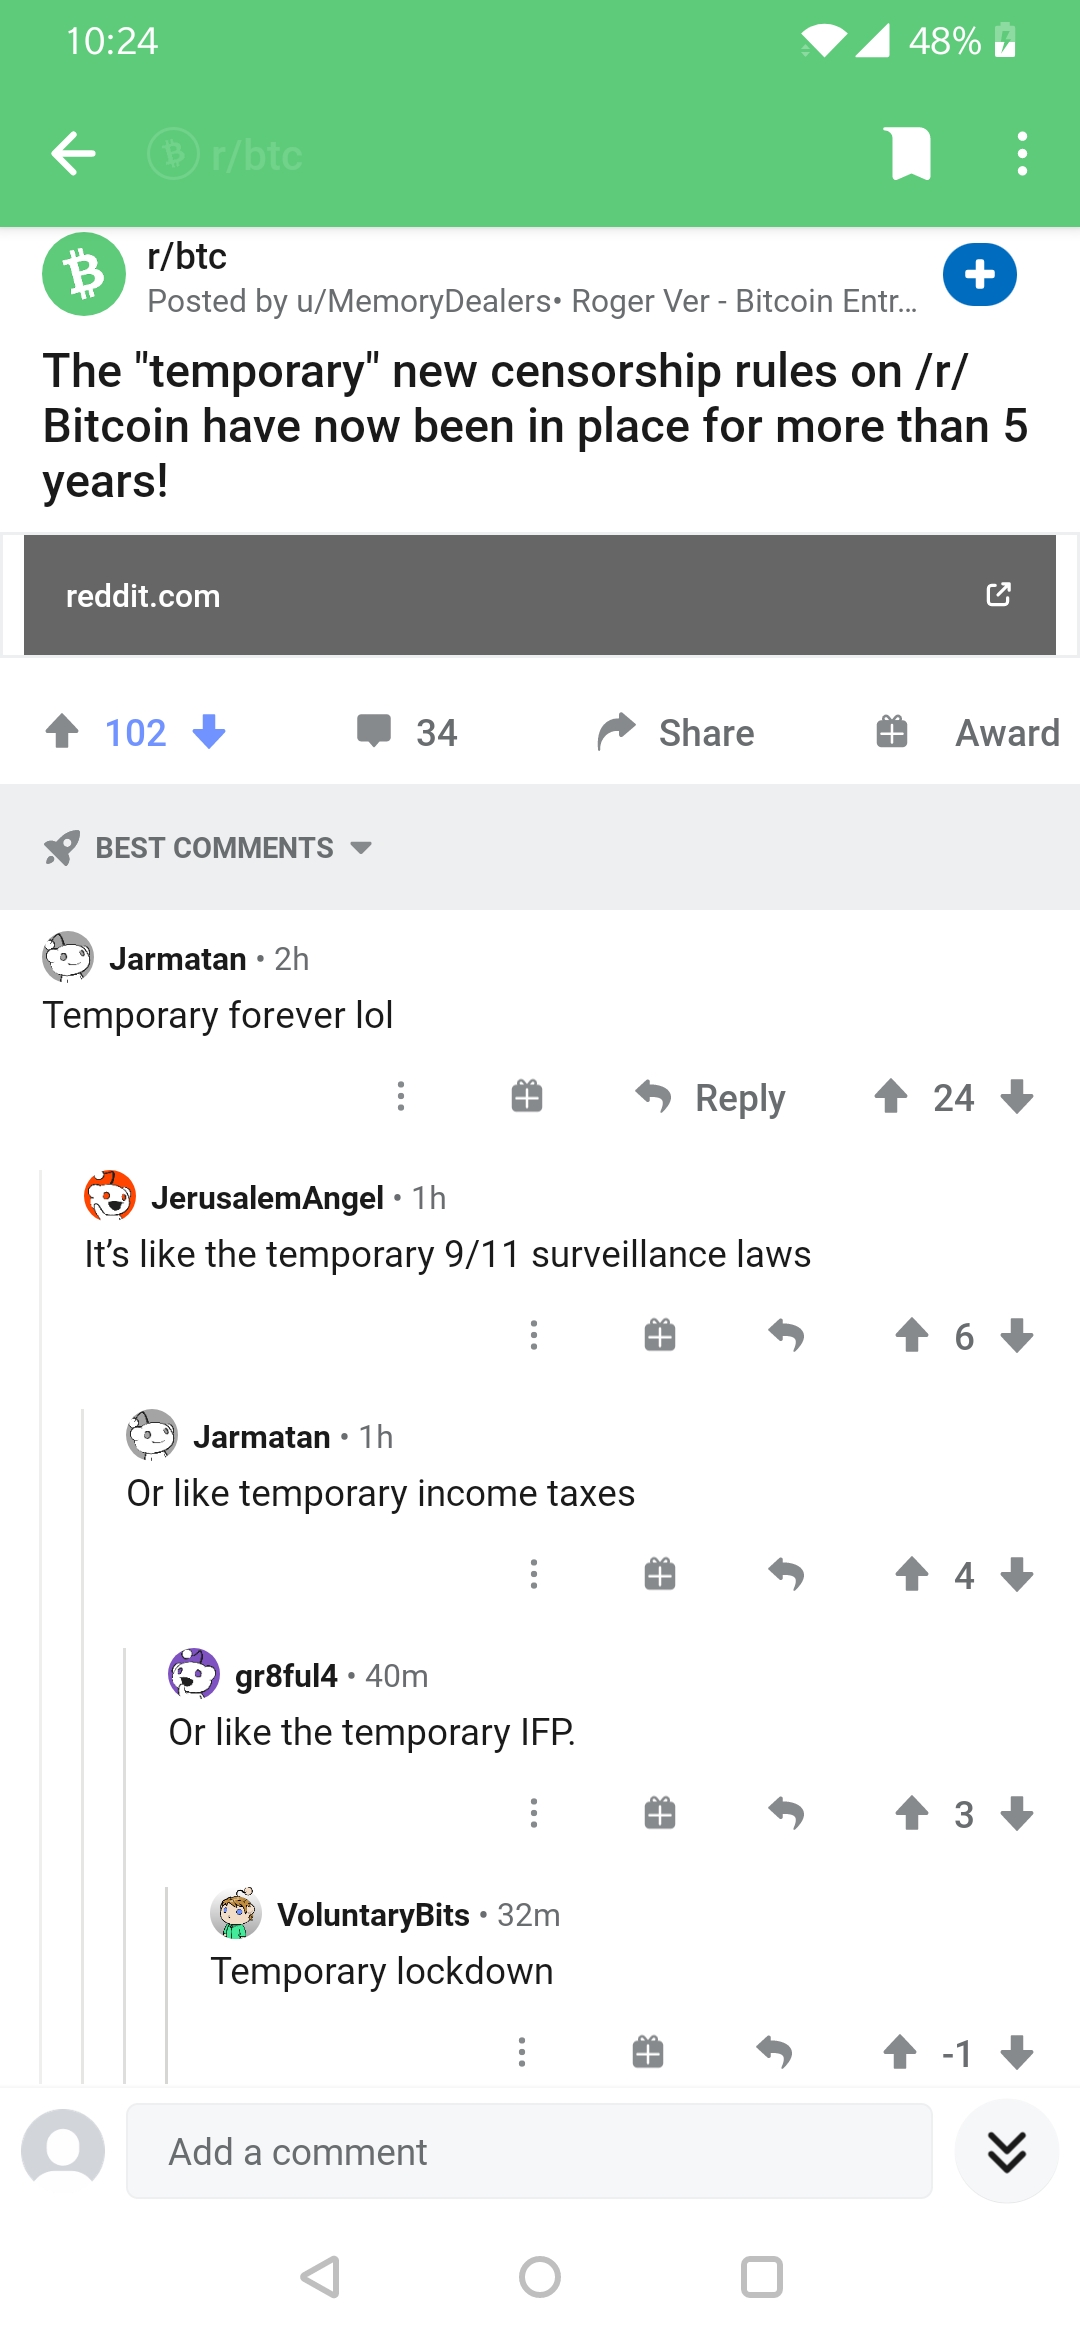 10:24
48%
r/btc
r/btc
Posted by u/MemoryDealers• Roger Ver - Bitcoin Entr...
The "temporary" new censorship rules on /r/
Bitcoin have now been in place for more than 5
years!
reddit.com
102
34
Share
Award
BEST COMMENTS
Jarmatan • 2h
Temporary forever lol
Reply
24
JerusalemAngel • 1h
It's like the temporary 9/11 surveillance laws
6
Jarmatan • 1h
Or like temporary income taxes
4
gr8ful4 • 40m
Or like the temporary IFP.
3
VoluntaryBits • 32m
Temporary lockdown
-1
Add a comment